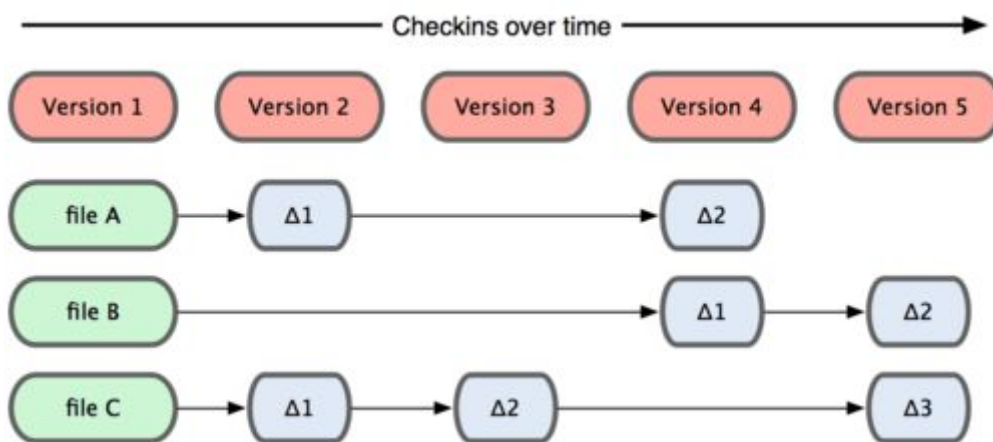 Checkins over time
Version 1 Version 2 Version 3 Version 4 Version 5
file A Δ1 Δ2
file B Δ1 Δ2
file C Δ1 Δ2 Δ3